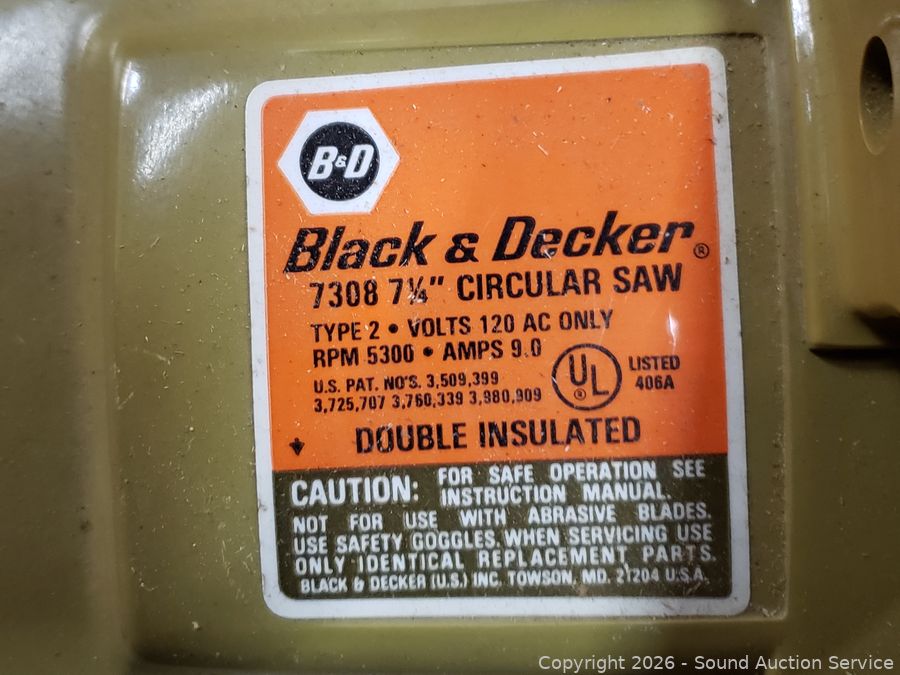 B&D
Black & Decker®
7308 7¼" CIRCULAR SAW
TYPE 2 • VOLTS 120 AC ONLY
RPM 5300 • AMPS 9.0
U.S. PAT. NO'S. 3,509,399
3,725,707 3,760,339 3,980,909
UL® LISTED 406A
DOUBLE INSULATED
CAUTION: FOR SAFE OPERATION SEE
INSTRUCTION MANUAL.
NOT FOR USE WITH ABRASIVE BLADES.
USE SAFETY GOGGLES. WHEN SERVICING USE
ONLY IDENTICAL REPLACEMENT PARTS.
BLACK & DECKER (U.S.) INC. TOWSON, MD. 21204 U.S.A.
Copyright © 2026 - Sound Auction Service